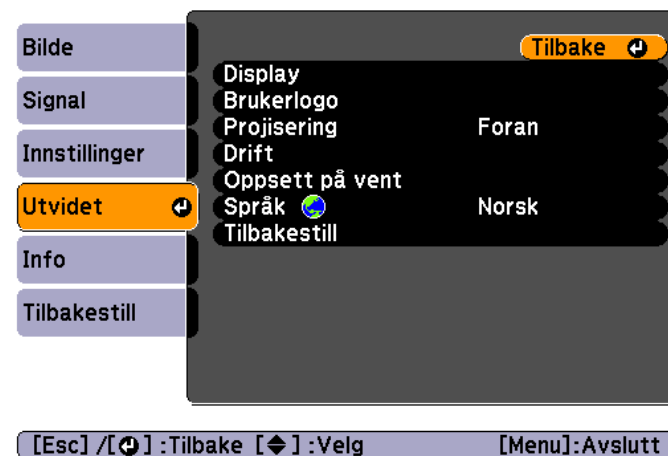 Bilde
Signal
Innstillinger
Utvidet
Info
Tilbakestill
Tilbake
Display
Brukerlogo
Projisering Foran
Drift
Oppsett på vent
Språk Norsk
Tilbakestill
[Esc] /[ ] :Tilbake [ ] :Velg [Menu]:Avslutt